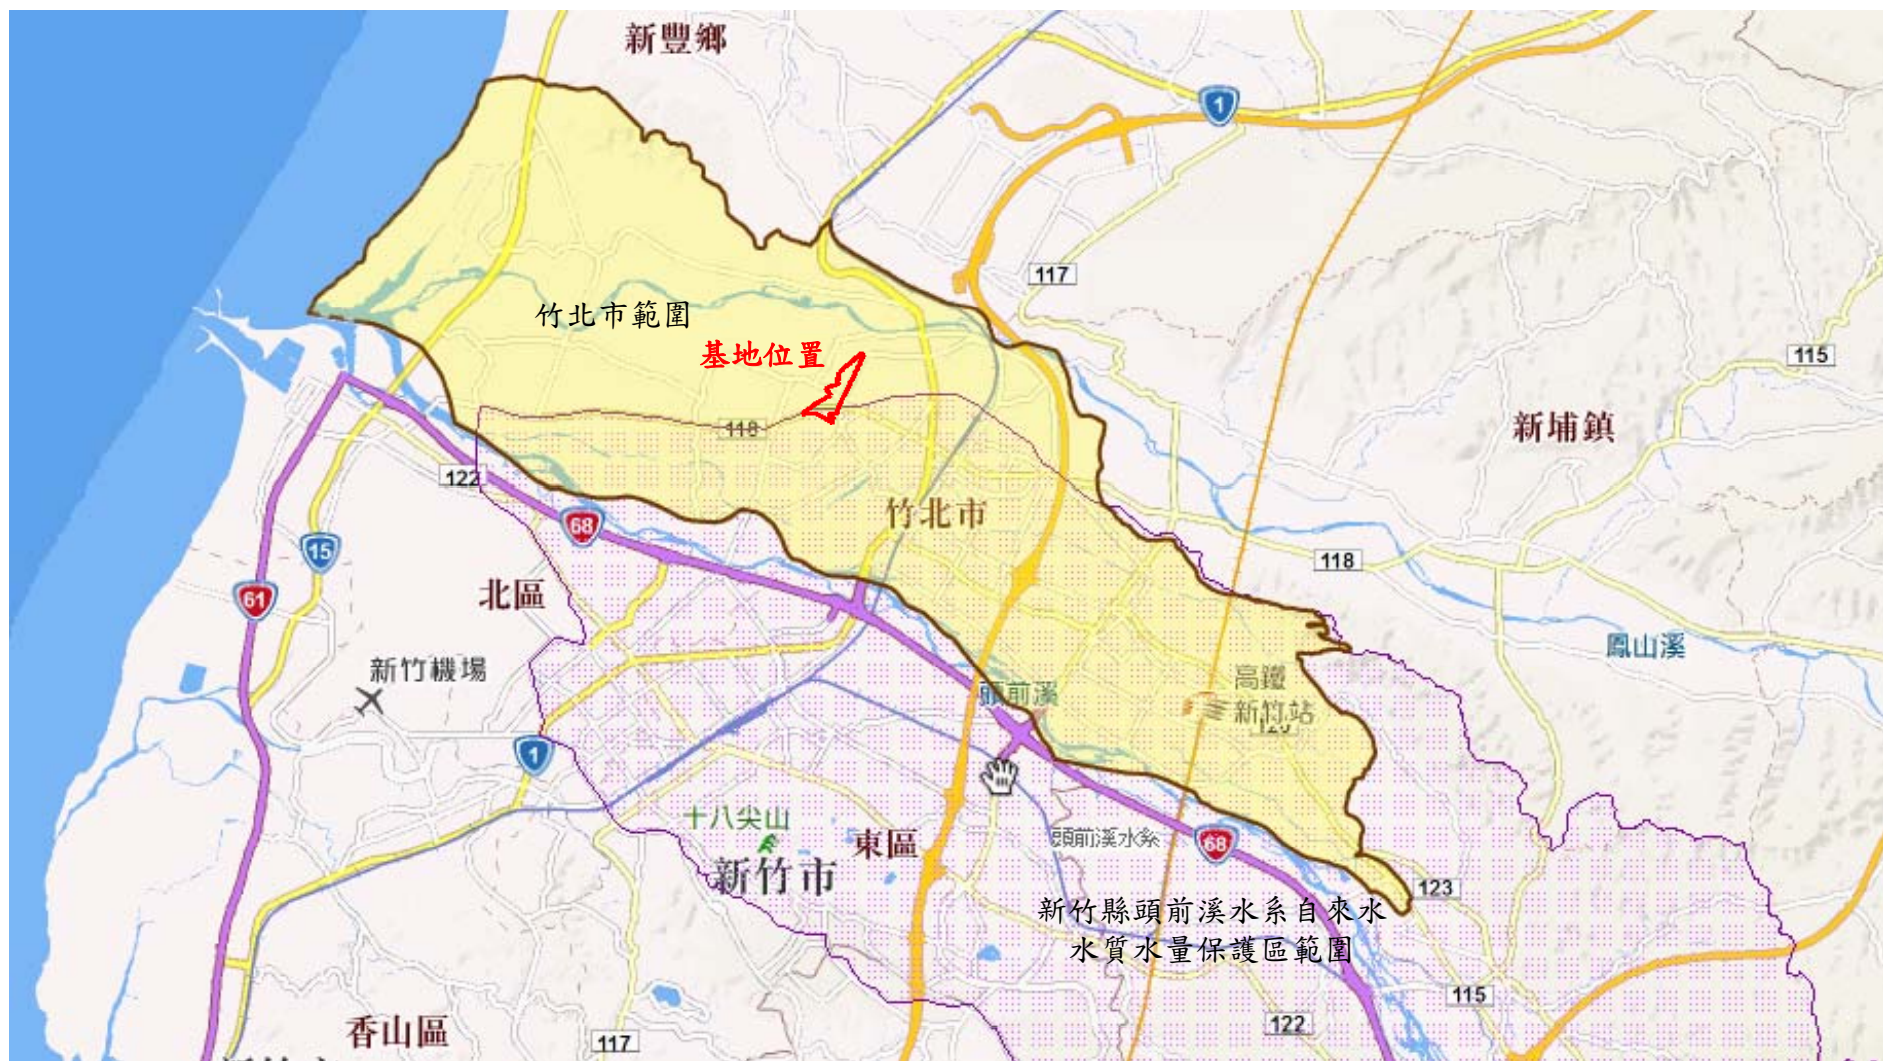 新豐鄉
1
117
竹北市範圍
基地位置
115
新埔鎮
118
122
竹北市
68
15
118
61
北區
鳳山溪
新竹機場
高鐵
新竹站
頭前溪
1
十八尖山
東區
頭前溪水系
68
新竹市
123
新竹縣頭前溪水系自來水
水質水量保護區範圍
115
122
香山區
117